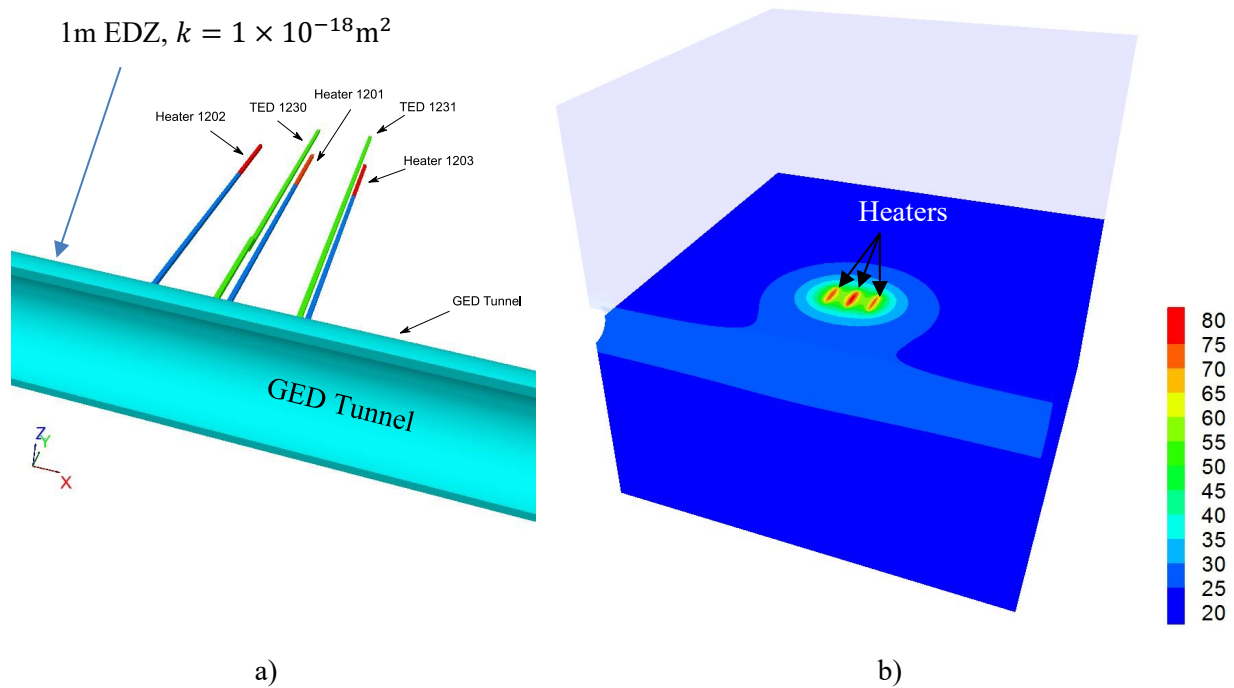 1m EDZ, k = 1 × 10⁻¹⁸m²
Heater 1202
TED 1230
Heater 1201
TED 1231
Heater 1203
GED Tunnel
GED Tunnel
Z
Y
X
a)
Heaters
80
75
70
65
60
55
50
45
40
35
30
25
20
b)